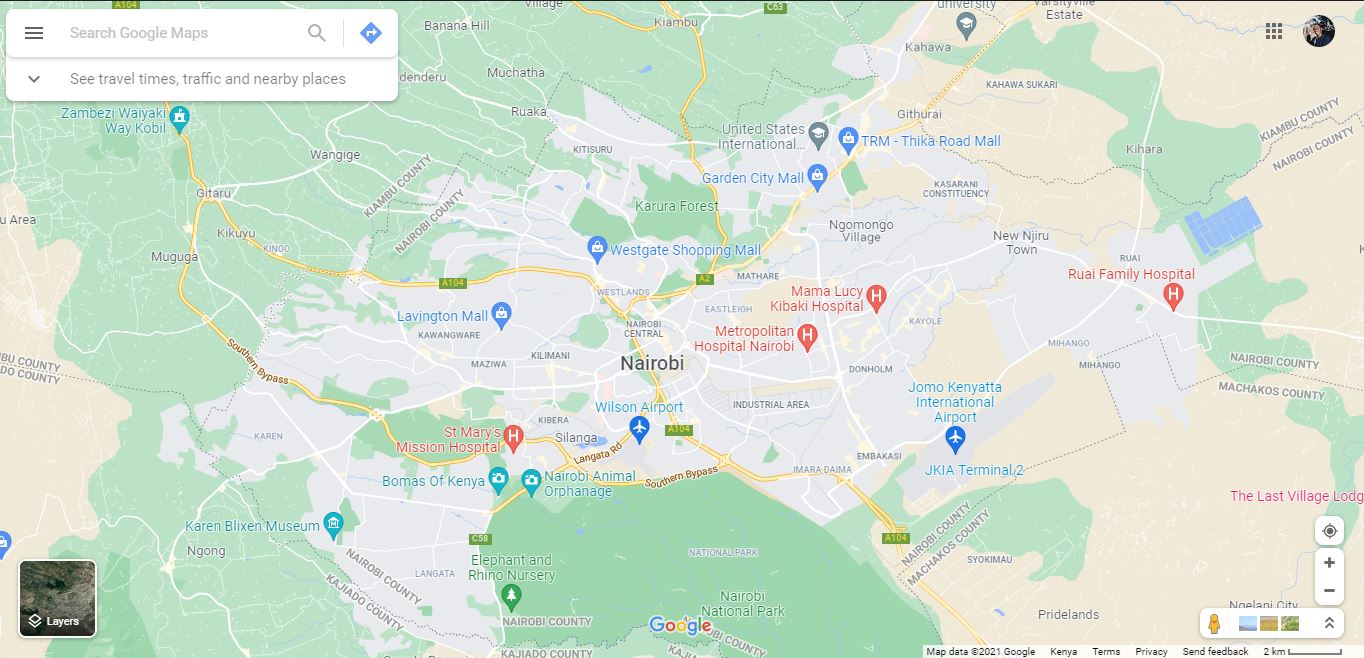 A104
Village
C63
university
Varsityville
Estate
Search Google Maps
Banana Hill
Kiambu
Kahawa
See travel times, traffic and nearby places
Muchatha
KAHAWA SUKARI
Zambezi Waiyaki
Way Kobil
Ruaka
Githurai
KIAMBU COUNTY
NAIROBI COUNTY
United States
International...
TRM - Thika Road Mall
KITISURU
Wangige
Kihara
KIAMBU COUNTY
NAIROBI COUNTY
Garden City Mall
KASARANI
CONSTITUENCY
Gitaru
Karura Forest
Area
Kikuyu
Ngomongo
Village
New Njiru
Town
KINOO
Westgate Shopping Mall
Muguga
RUAI
Ruai Family Hospital
A104
A2
MATHARE
WESTLANDS
Mama Lucy
Kibaki Hospital
Lavington Mall
EASTLEIGH
KAYOLE
KAWANGWARE
NAIROBI
CENTRAL
Metropolitan
Hospital Nairobi
MIHANGO
Southern Bypass
KILIMANI
MAZIWA
Nairobi
DONHOLM
MIHANGO
NAIROBI COUNTY
MACHAKOS COUNTY
Jomo Kenyatta
International
Airport
Wilson Airport
INDUSTRIAL AREA
KIBERA
KAREN
St Mary's
Mission Hospital
Silanga
A104
Langata Rd
EMBAKASI
IMARA-DAIMA
JKIA Terminal 2
Bomas Of Kenya
Nairobi Animal
Orphanage
Southern Bypass
The Last Village Lodg
Karen Blixen Museum
C58
A104
NAIROBI COUNTY
MACHAKOS COUNTY
Ngong
NAIROBI COUNTY
KAJIADO COUNTY
LANGATA
Elephant and
Rhino Nursery
NATIONAL PARK
SYOKIMAU
Nairobi
National Park
Pridelands
Ngelani City
Layers
NAIROBI COUNTY
KAJIADO COUNTY
Google
Map data ©2021 Google Kenya Terms Privacy Send feedback 2 km